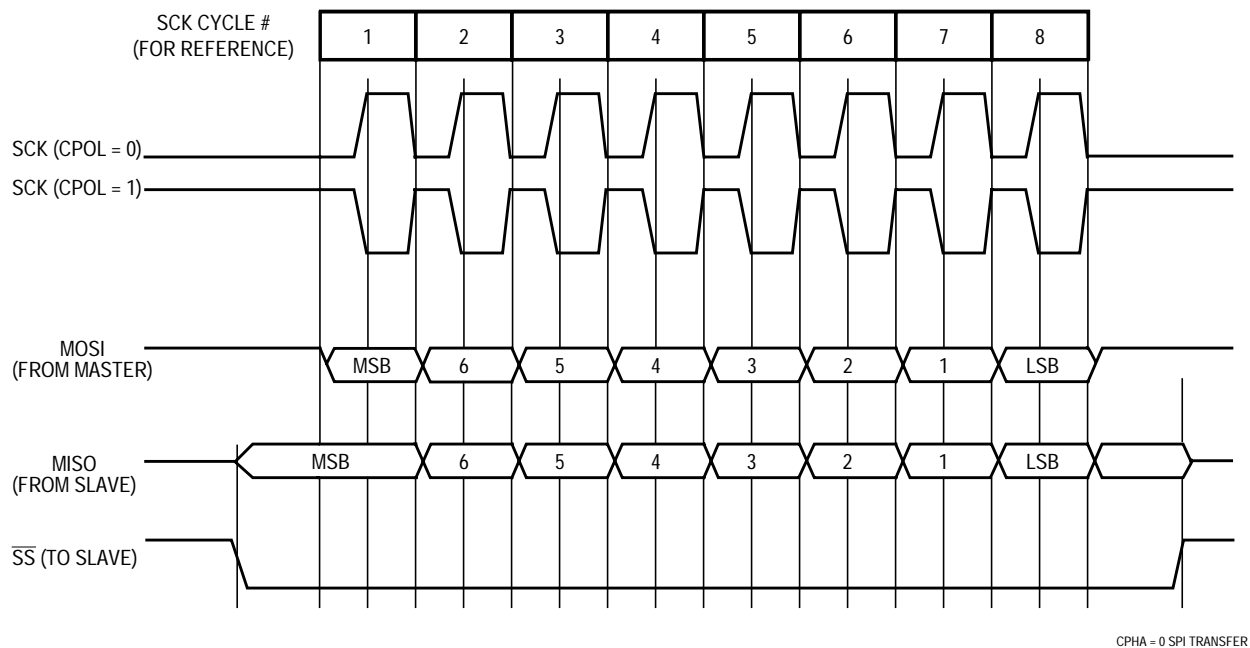 SCK CYCLE #
(FOR REFERENCE)
1 2 3 4 5 6 7 8
SCK (CPOL = 0)
SCK (CPOL = 1)
MOSI
(FROM MASTER)
MSB 6 5 4 3 2 1 LSB
MISO
(FROM SLAVE)
MSB 6 5 4 3 2 1 LSB
S̅S̅ (TO SLAVE)
CPHA = 0 SPI TRANSFER